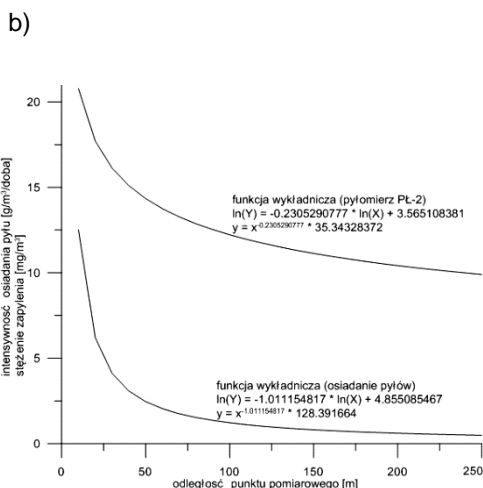 b)
intensywność osiadania pyłu [g/m³/doba]
stężenie zapylenia [mg/m³]
20
15
10
5
0
funkcja wykładnicza (pyłomierz PŁ-2)
ln(Y) = -0.2305290777 * ln(X) + 3.565108381
y = x^-0.2305290777 * 35.34328372
funkcja wykładnicza (osiadanie pyłów)
ln(Y) = -1.011154817 * ln(X) + 4.855085467
y = x^-1.011154817 * 128.391664
0 50 100 150 200 250
odległość punktu pomiarowego [m]